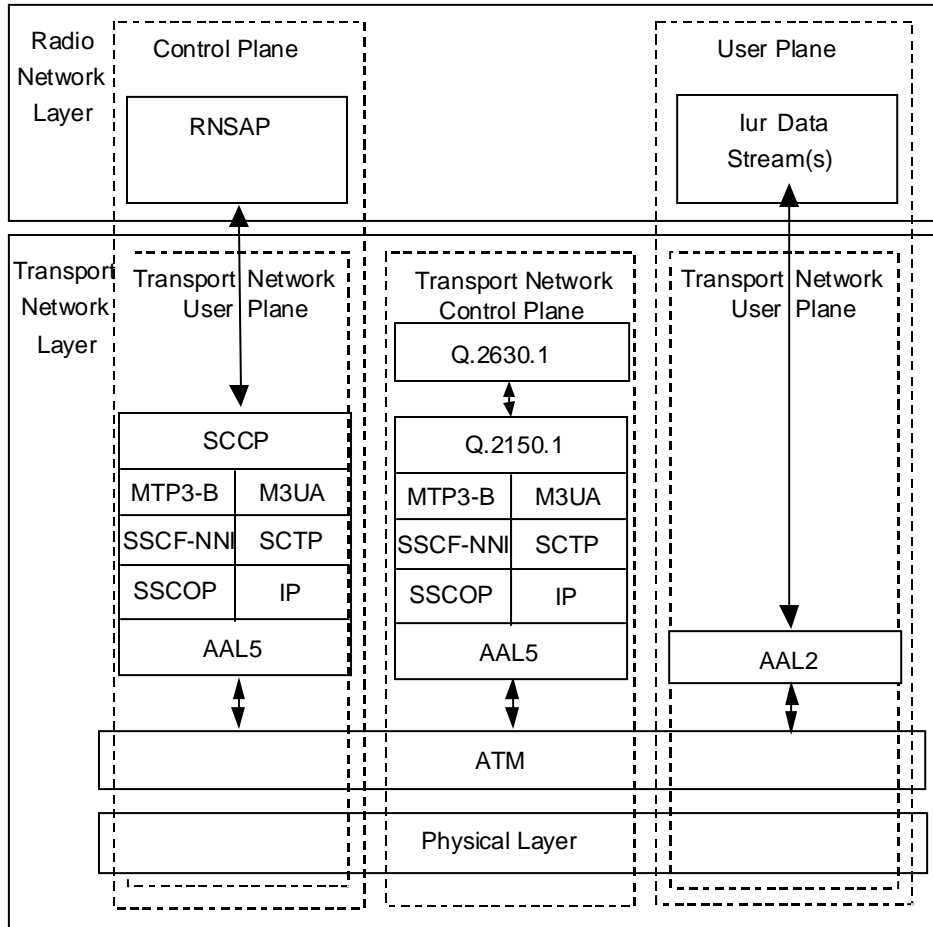 Radio
Network
Layer
Control Plane
RNSAP
User Plane
Iur Data
Stream(s)
Transport
Network
Layer
Transport Network
User Plane
SCCP
MTP3-B M3UA
SSCF-NNI SCTP
SSCOP IP
AAL5
Transport Network
Control Plane
Q.2630.1
Q.2150.1
MTP3-B M3UA
SSCF-NNI SCTP
SSCOP IP
AAL5
Transport Network
User Plane
AAL2
ATM
Physical Layer